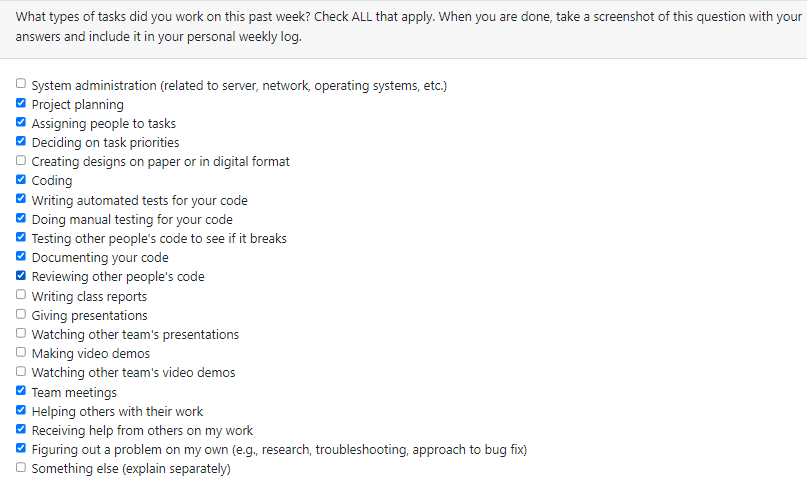 What types of tasks did you work on this past week? Check ALL that apply. When you are done, take a screenshot of this question with your
answers and include it in your personal weekly log.
System administration (related to server, network, operating systems, etc.)
Project planning
Assigning people to tasks
Deciding on task priorities
Creating designs on paper or in digital format
Coding
Writing automated tests for your code
Doing manual testing for your code
Testing other people's code to see if it breaks
Documenting your code
Reviewing other people's code
Writing class reports
Giving presentations
Watching other team's presentations
Making video demos
Watching other team's video demos
Team meetings
Helping others with their work
Receiving help from others on my work
Figuring out a problem on my own (e.g., research, troubleshooting, approach to bug fix)
Something else (explain separately)